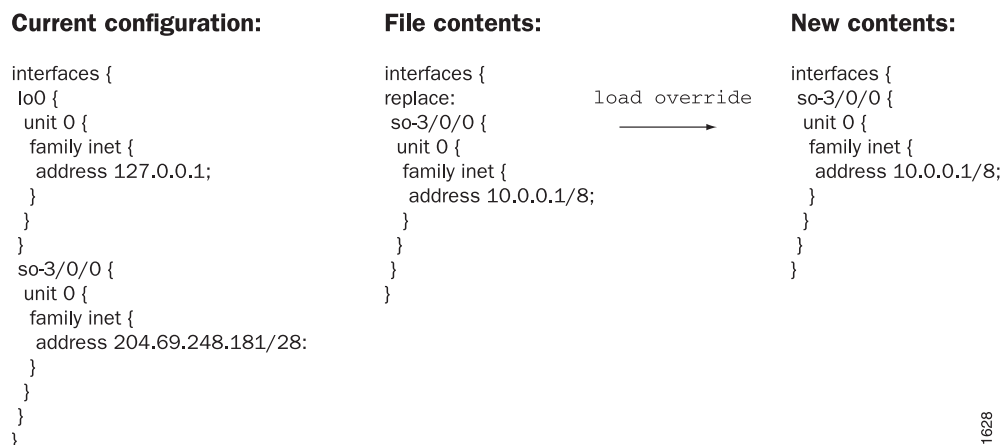 Current configuration:
interfaces {
lo0 {
unit 0 {
family inet {
address 127.0.0.1;
}
}
}
so-3/0/0 {
unit 0 {
family inet {
address 204.69.248.181/28:
}
}
}
}
File contents:
interfaces {
replace:
so-3/0/0 {
unit 0 {
family inet {
address 10.0.0.1/8;
}
}
}
}
load override
New contents:
interfaces {
so-3/0/0 {
unit 0 {
family inet {
address 10.0.0.1/8;
}
}
}
}
1628